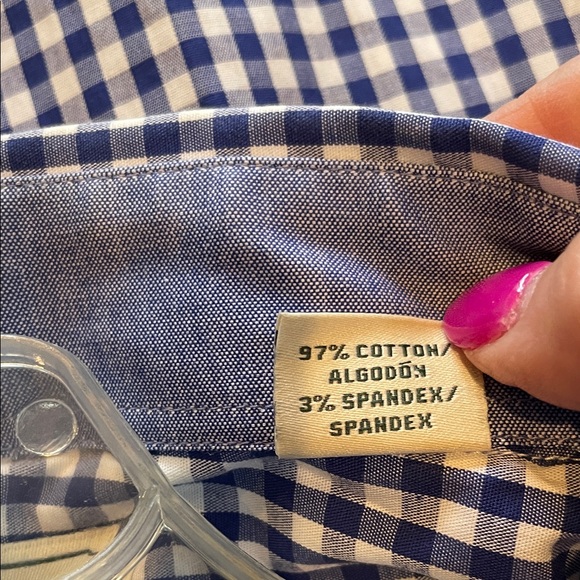 97% COTTON/
ALGODÓN
3% SPANDEX/
SPANDEX